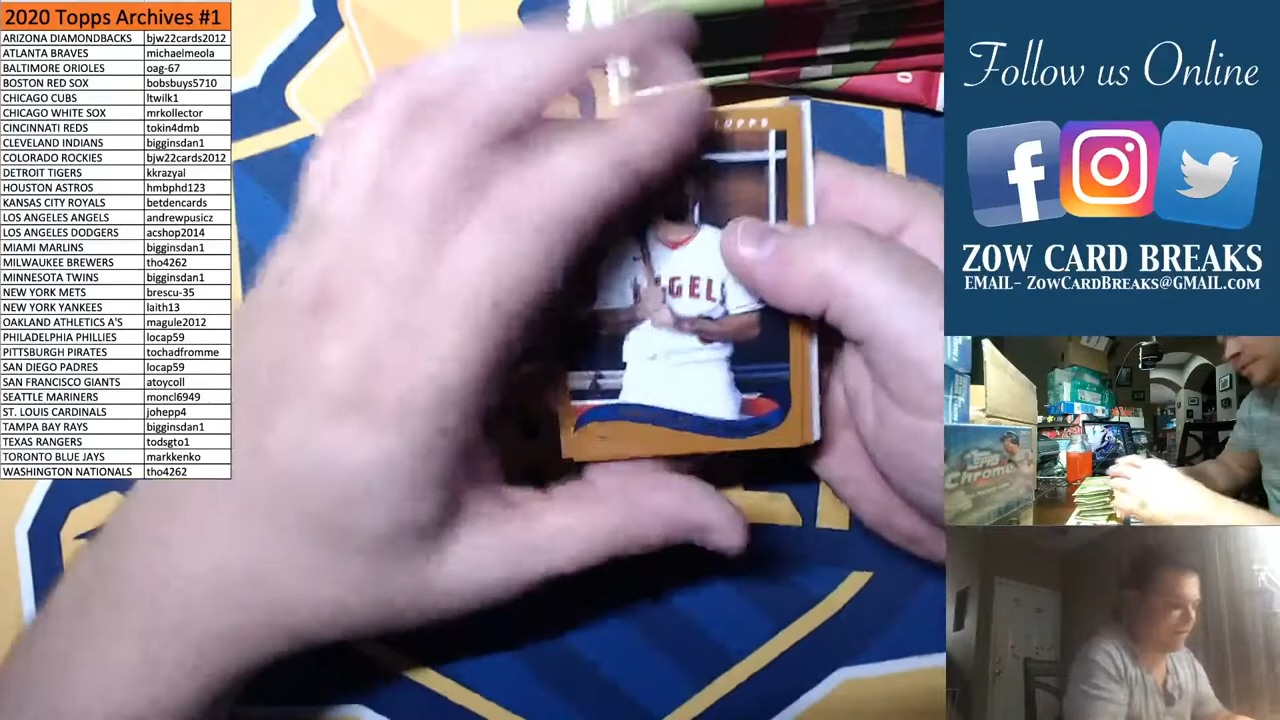 2020 Topps Archives #1
ARIZONA DIAMONDBACKS bjw22cards2012
ATLANTA BRAVES michaelmeola
BALTIMORE ORIOLES oag-67
BOSTON RED SOX bobsbuys5710
CHICAGO CUBS ltwilk1
CHICAGO WHITE SOX mrkollector
CINCINNATI REDS tokin4dmb
CLEVELAND INDIANS bigginsdan1
COLORADO ROCKIES bjw22cards2012
DETROIT TIGERS kkrazyal
HOUSTON ASTROS hmbphd123
KANSAS CITY ROYALS betdencards
LOS ANGELES ANGELS andrewpusicz
LOS ANGELES DODGERS acshop2014
MIAMI MARLINS bigginsdan1
MILWAUKEE BREWERS tho4262
MINNESOTA TWINS bigginsdan1
NEW YORK METS brescu-35
NEW YORK YANKEES laith13
OAKLAND ATHLETICS A'S magule2012
PHILADELPHIA PHILLIES locap59
PITTSBURGH PIRATES tochadfromme
SAN DIEGO PADRES locap59
SAN FRANCISCO GIANTS atoycoll
SEATTLE MARINERS moncl6949
ST. LOUIS CARDINALS johepp4
TAMPA BAY RAYS bigginsdan1
TEXAS RANGERS todsgto1
TORONTO BLUE JAYS markkenko
WASHINGTON NATIONALS tho4262
TOPPS
NGEL
Follow us Online
ZOW CARD BREAKS
EMAIL- ZowCardBreaks@gmail.com
Topps
Chrome